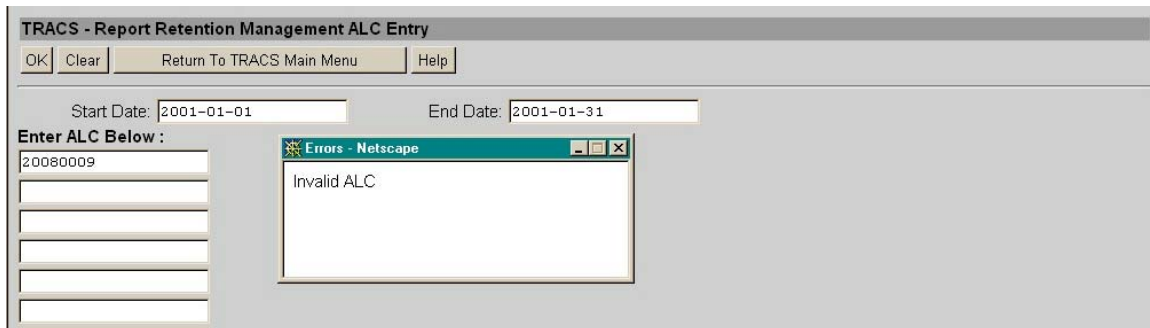 TRACS - Report Retention Management ALC Entry
OK Clear Return To TRACS Main Menu Help
Start Date: 2001-01-01 End Date: 2001-01-31
Enter ALC Below :
20080009
Errors - Netscape
Invalid ALC